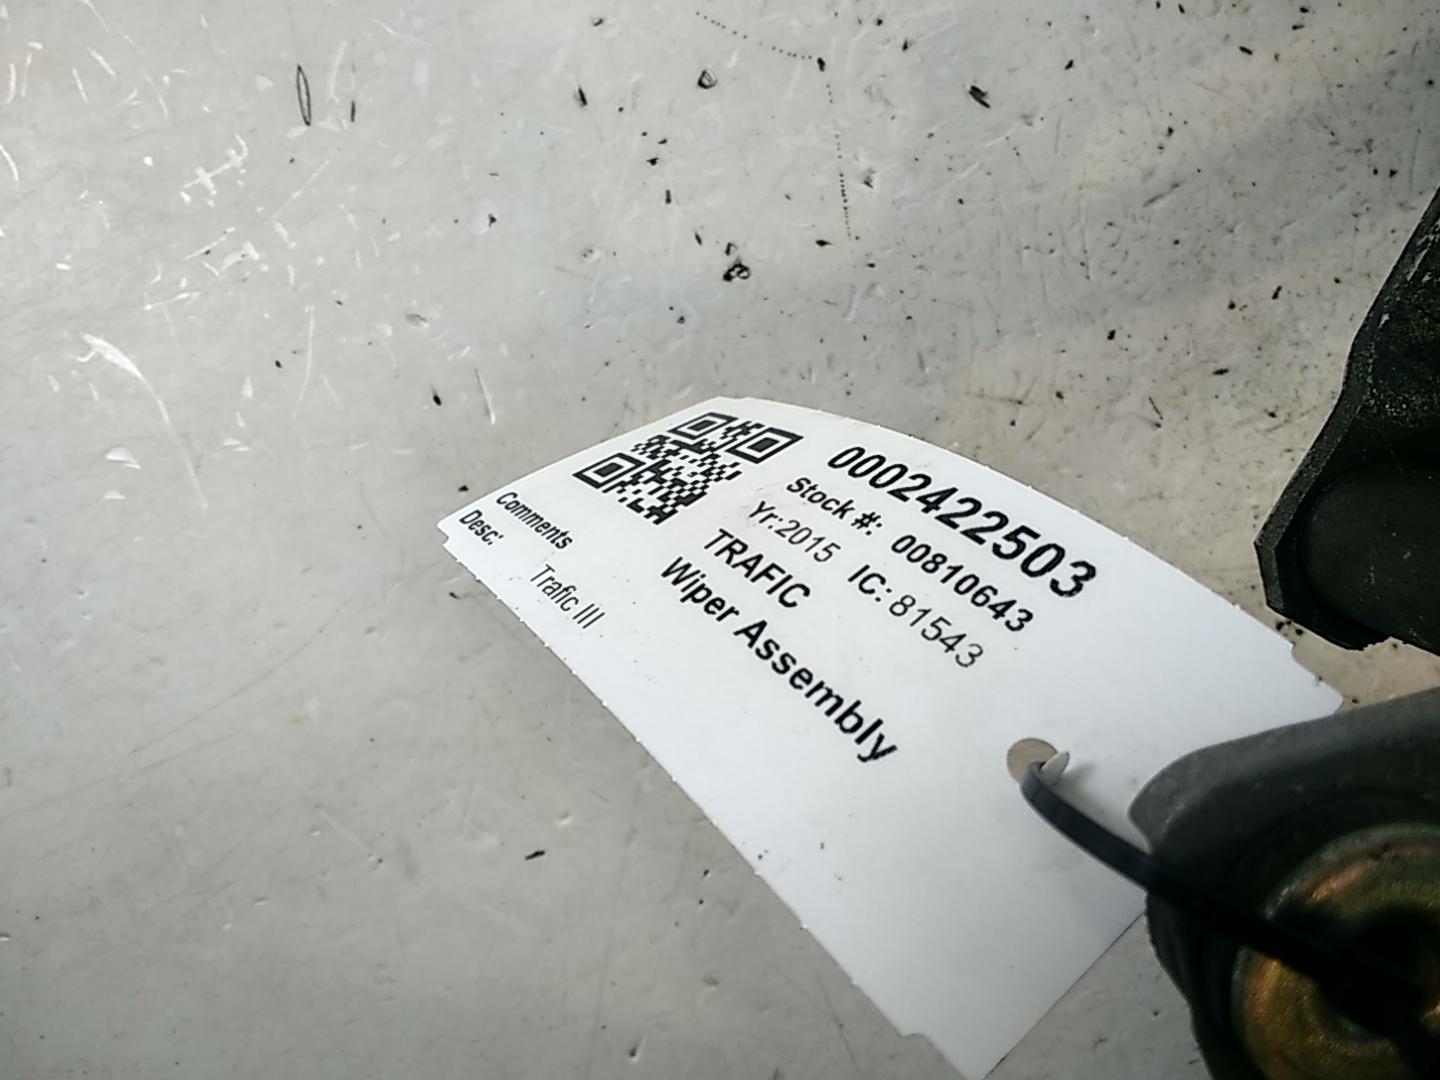 0002422503
Stock #: 00810643
Yr:2015 IC: 81543
TRAFIC
Wiper Assembly
Comments
Desc:
Trafic III